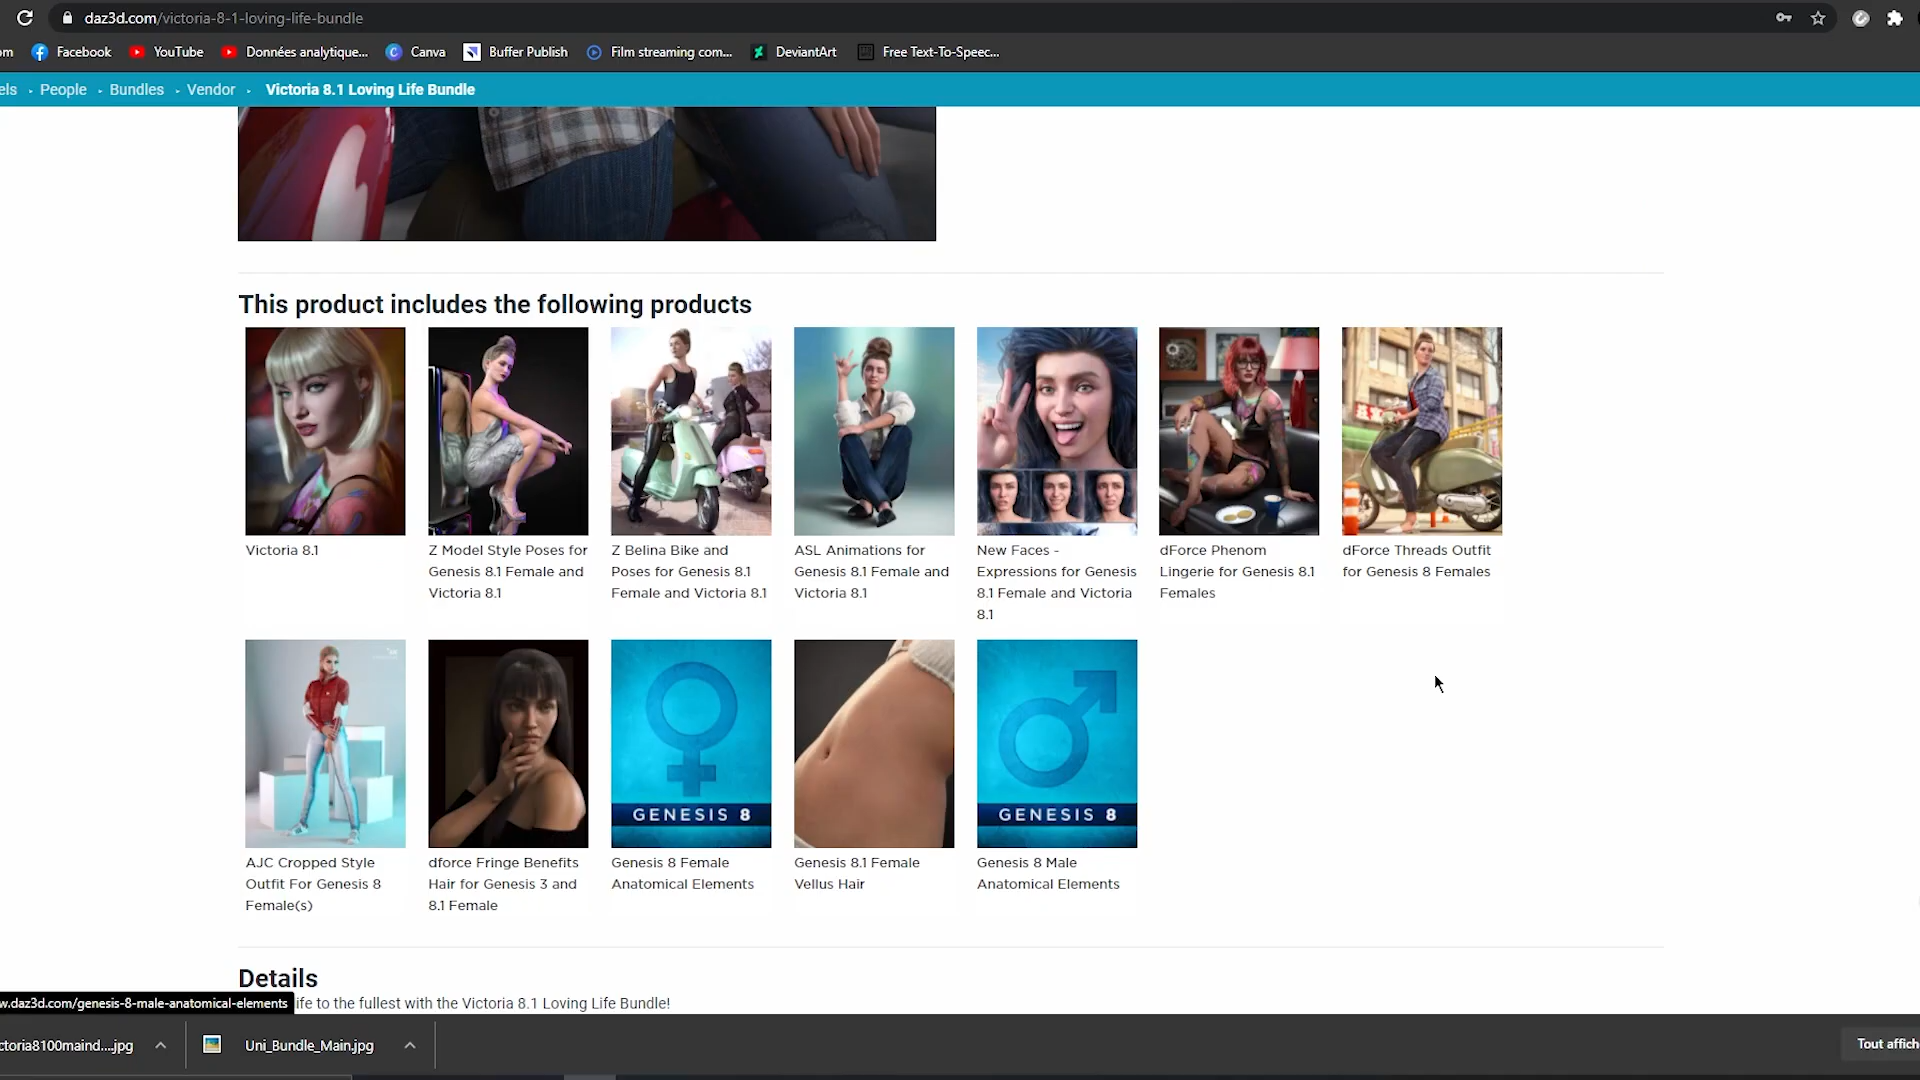 daz3d.com/victoria-8-1-loving-life-bundle
om Facebook YouTube Données analytique... Canva Buffer Publish Film streaming com... DeviantArt Free Text-To-Speec...
els People Bundles Vendor Victoria 8.1 Loving Life Bundle
This product includes the following products
Victoria 8.1
Z Model Style Poses for
Genesis 8.1 Female and
Victoria 8.1
Z Belina Bike and
Poses for Genesis 8.1
Female and Victoria 8.1
ASL Animations for
Genesis 8.1 Female and
Victoria 8.1
New Faces -
Expressions for Genesis
8.1 Female and Victoria
8.1
dForce Phenom
Lingerie for Genesis 8.1
Females
dForce Threads Outfit
for Genesis 8 Females
GENESIS 8
GENESIS 8
AJC Cropped Style
Outfit For Genesis 8
Female(s)
dforce Fringe Benefits
Hair for Genesis 3 and
8.1 Female
Genesis 8 Female
Anatomical Elements
Genesis 8.1 Female
Vellus Hair
Genesis 8 Male
Anatomical Elements
Details
w.daz3d.com/genesis-8-male-anatomical-elements
ife to the fullest with the Victoria 8.1 Loving Life Bundle!
ctoria8100maind....jpg Uni_Bundle_Main.jpg Tout affich